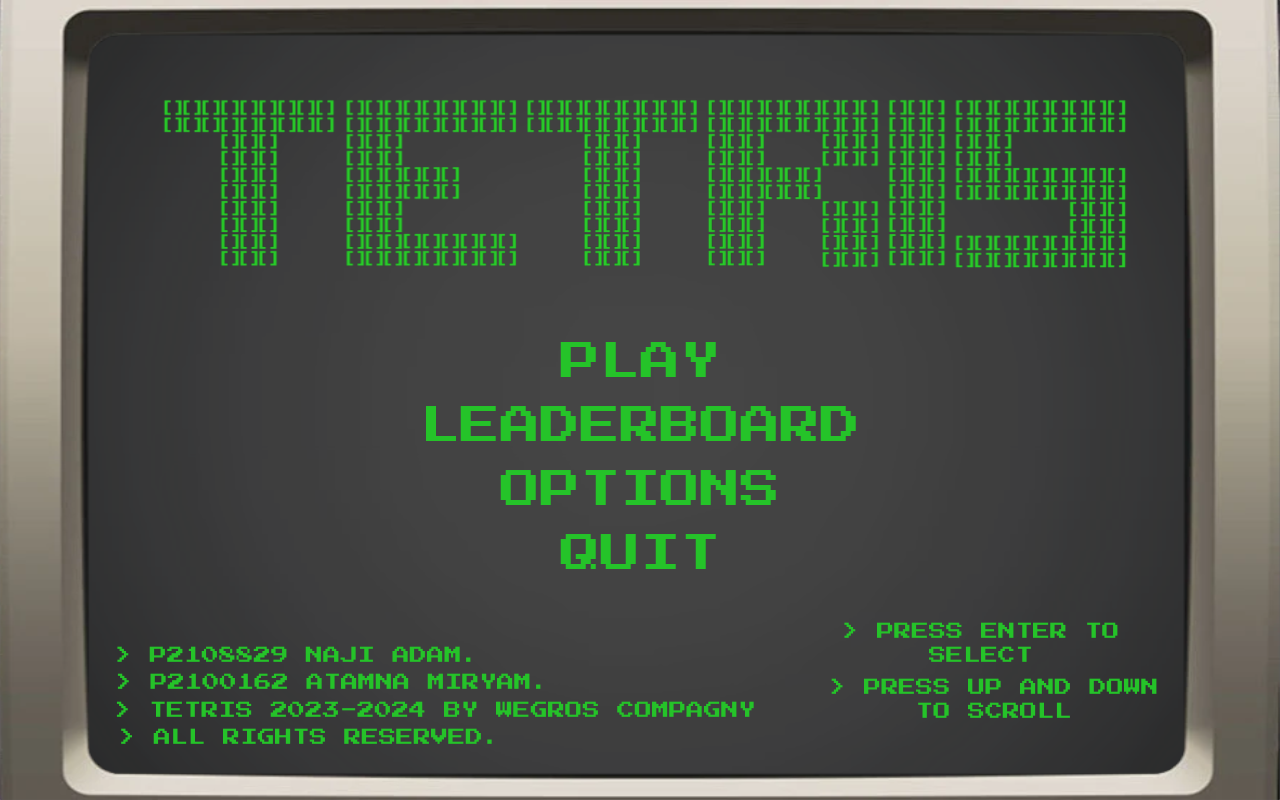 TETRIS
PLAY
LEADERBOARD
OPTIONS
QUIT
> P2108829 NAJI ADAM.
> P2100162 ATAMNA MIRYAM.
> TETRIS 2023-2024 BY WEGROS COMPAGNY
> ALL RIGHTS RESERVED.
> PRESS ENTER TO
SELECT
> PRESS UP AND DOWN
TO SCROLL